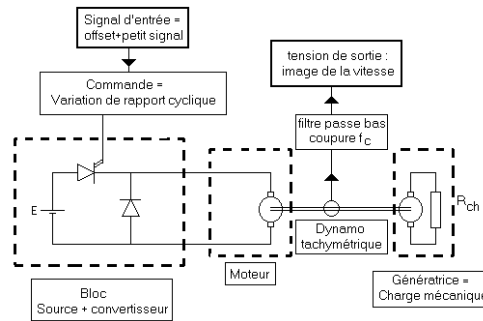 Signal d'entrée =
offset+petit signal
Commande =
Variation de rapport cyclique
tension de sortie :
image de la vitesse
filtre passe bas
coupure fc
E
Rch
Dynamo
tachymétrique
Moteur
Bloc
Source + convertisseur
Génératrice =
Charge mécanique